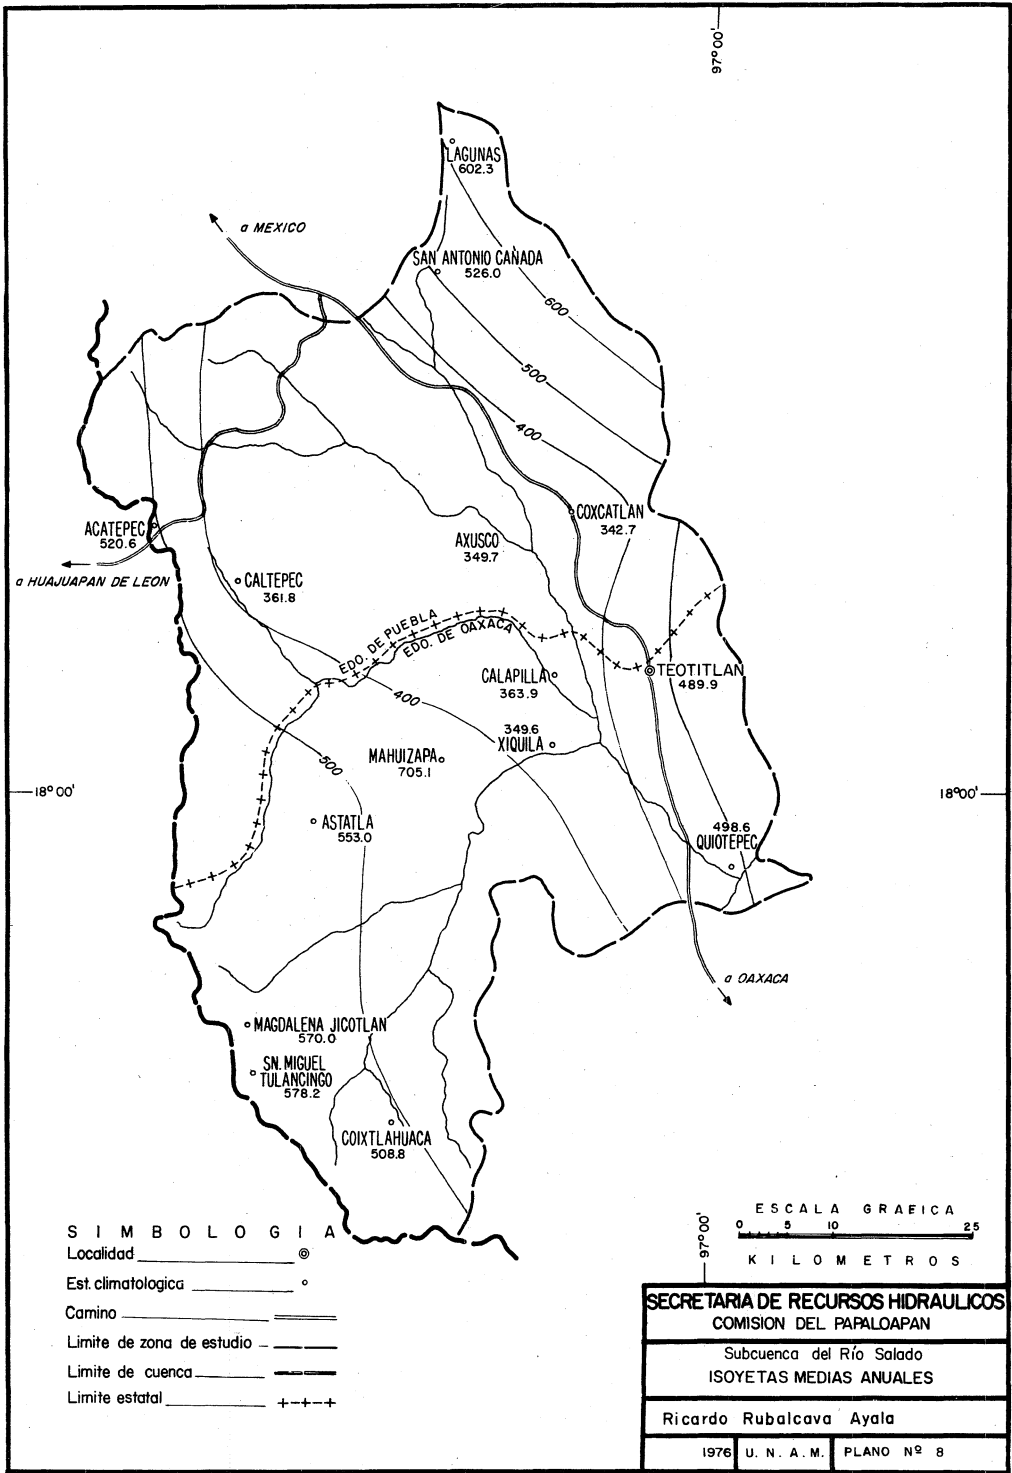 97°00'
LAGUNAS
602.3
a MEXICO
SAN ANTONIO CAÑADA
526.0
600
500
400
ACATEPEC
520.6
COXCATLAN
342.7
AXUSCO
349.7
a HUAJUAPAN DE LEON
CALTEPEC
361.8
EDO. DE PUEBLA
EDO. DE OAXACA
CALAPILLA
363.9
TEOTITLAN
489.9
400
349.6
XIQUILA
MAHUIZAPA
705.1
500
18°00'
18°00'
ASTATLA
553.0
498.6
QUIOTEPEC
a OAXACA
MAGDALENA JICOTLAN
570.0
SN. MIGUEL
TULANCINGO
578.2
COIXTLAHUACA
508.8
97°00'
ESCALA GRAFICA
0 5 10 25
KILOMETROS
SIMBOLOGIA
Localidad
Est. climatologica
Camino
Limite de zona de estudio
Limite de cuenca
Limite estatal
SECRETARIA DE RECURSOS HIDRAULICOS
COMISION DEL PAPALOAPAN
Subcuenca del Río Salado
ISOYETAS MEDIAS ANUALES
Ricardo Rubalcava Ayala
1976 U. N. A. M. PLANO Nº 8